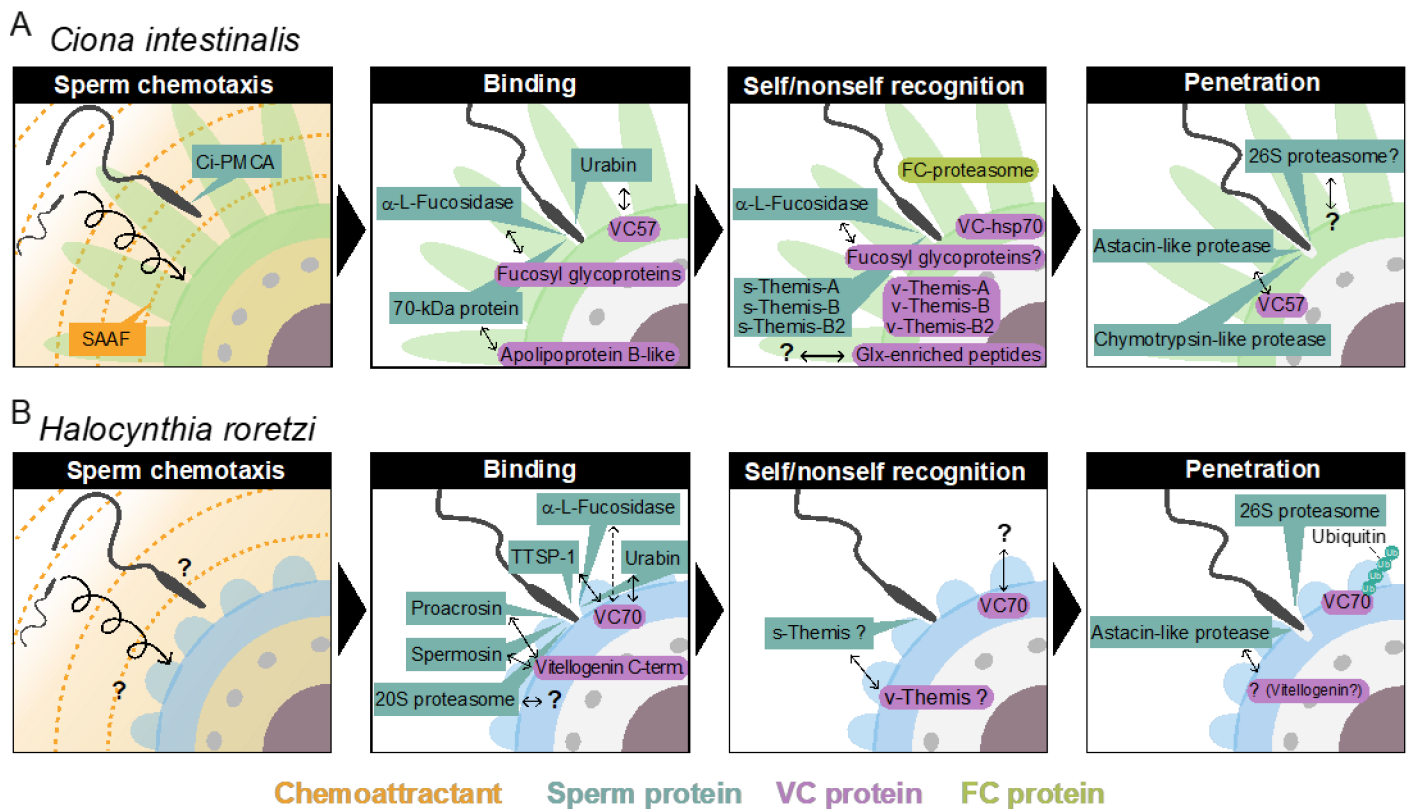 A
Ciona intestinalis
Sperm chemotaxis
Ci-PMCA
SAAF
Binding
Urabin
α-L-Fucosidase
VC57
Fucosyl glycoproteins
70-kDa protein
Apolipoprotein B-like
Self/nonself recognition
FC-proteasome
α-L-Fucosidase
VC-hsp70
Fucosyl glycoproteins?
s-Themis-A
s-Themis-B
s-Themis-B2
v-Themis-A
v-Themis-B
v-Themis-B2
?
Glx-enriched peptides
Penetration
26S proteasome?
?
Astacin-like protease
VC57
Chymotrypsin-like protease
B
Halocynthia roretzi
Sperm chemotaxis
?
?
Binding
α-L-Fucosidase
TTSP-1
Urabin
Proacrosin
VC70
Spermosin
Vitellogenin C-term.
20S proteasome
?
Self/nonself recognition
?
VC70
s-Themis ?
v-Themis ?
Penetration
26S proteasome
Ubiquitin
Ub
Ub
Ub
Ub
VC70
Astacin-like protease
? (Vitellogenin?)
Chemoattractant
Sperm protein
VC protein
FC protein